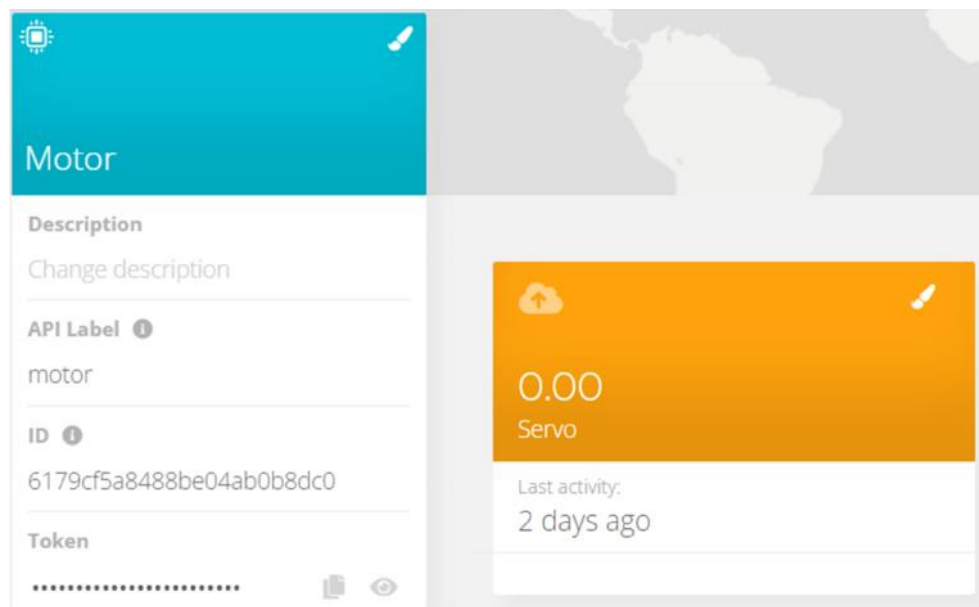 Motor
Description
Change description
API Label
motor
ID
6179cf5a8488be04ab0b8dc0
Token
••••••••••••••••••••••••
0.00
Servo
Last activity:
2 days ago